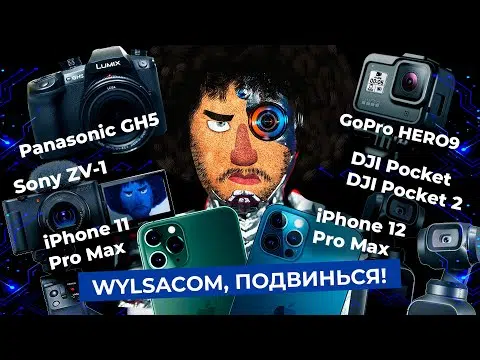 LUMIX
Panasonic GH5
Sony ZV-1
iPhone 11
Pro Max
GoPro HERO9
DJI Pocket
DJI Pocket 2
iPhone 12
Pro Max
WYLSACOM, ПОДВИНЬСЯ!